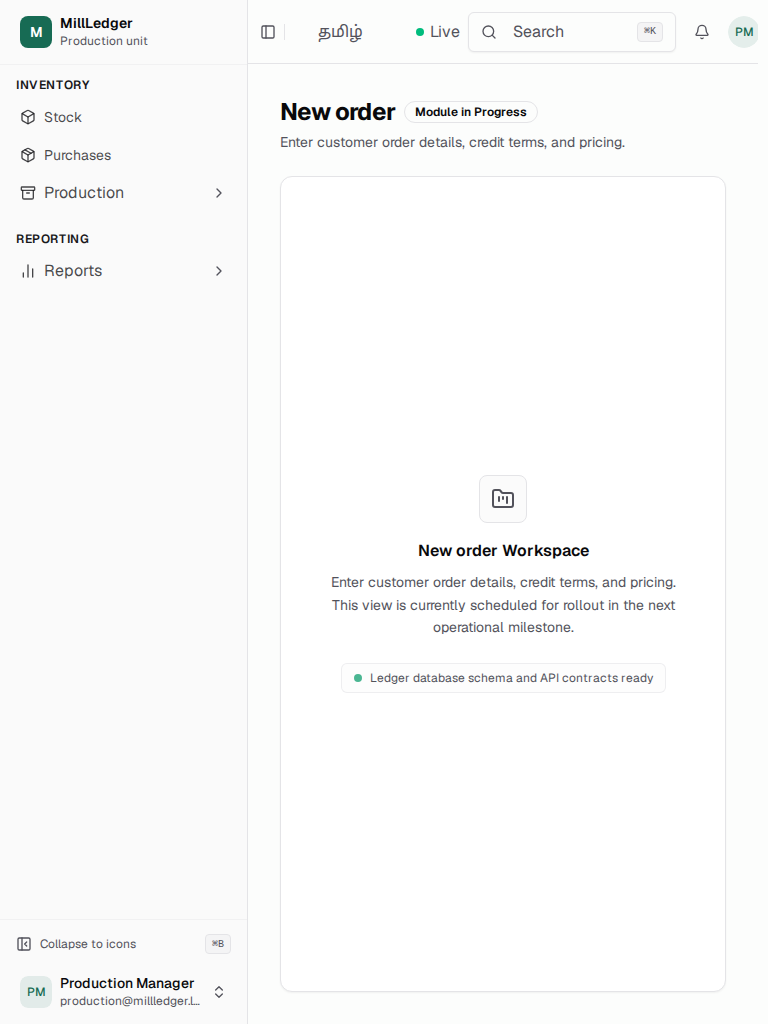 M
MillLedger
Production unit
INVENTORY
Stock
Purchases
Production
REPORTING
Reports
Collapse to icons
⌘B
PM
Production Manager
production@millledger.l…
தமிழ்
Live
Search
⌘K
PM
New order
Module in Progress
Enter customer order details, credit terms, and pricing.
New order Workspace
Enter customer order details, credit terms, and pricing.
This view is currently scheduled for rollout in the next
operational milestone.
Ledger database schema and API contracts ready